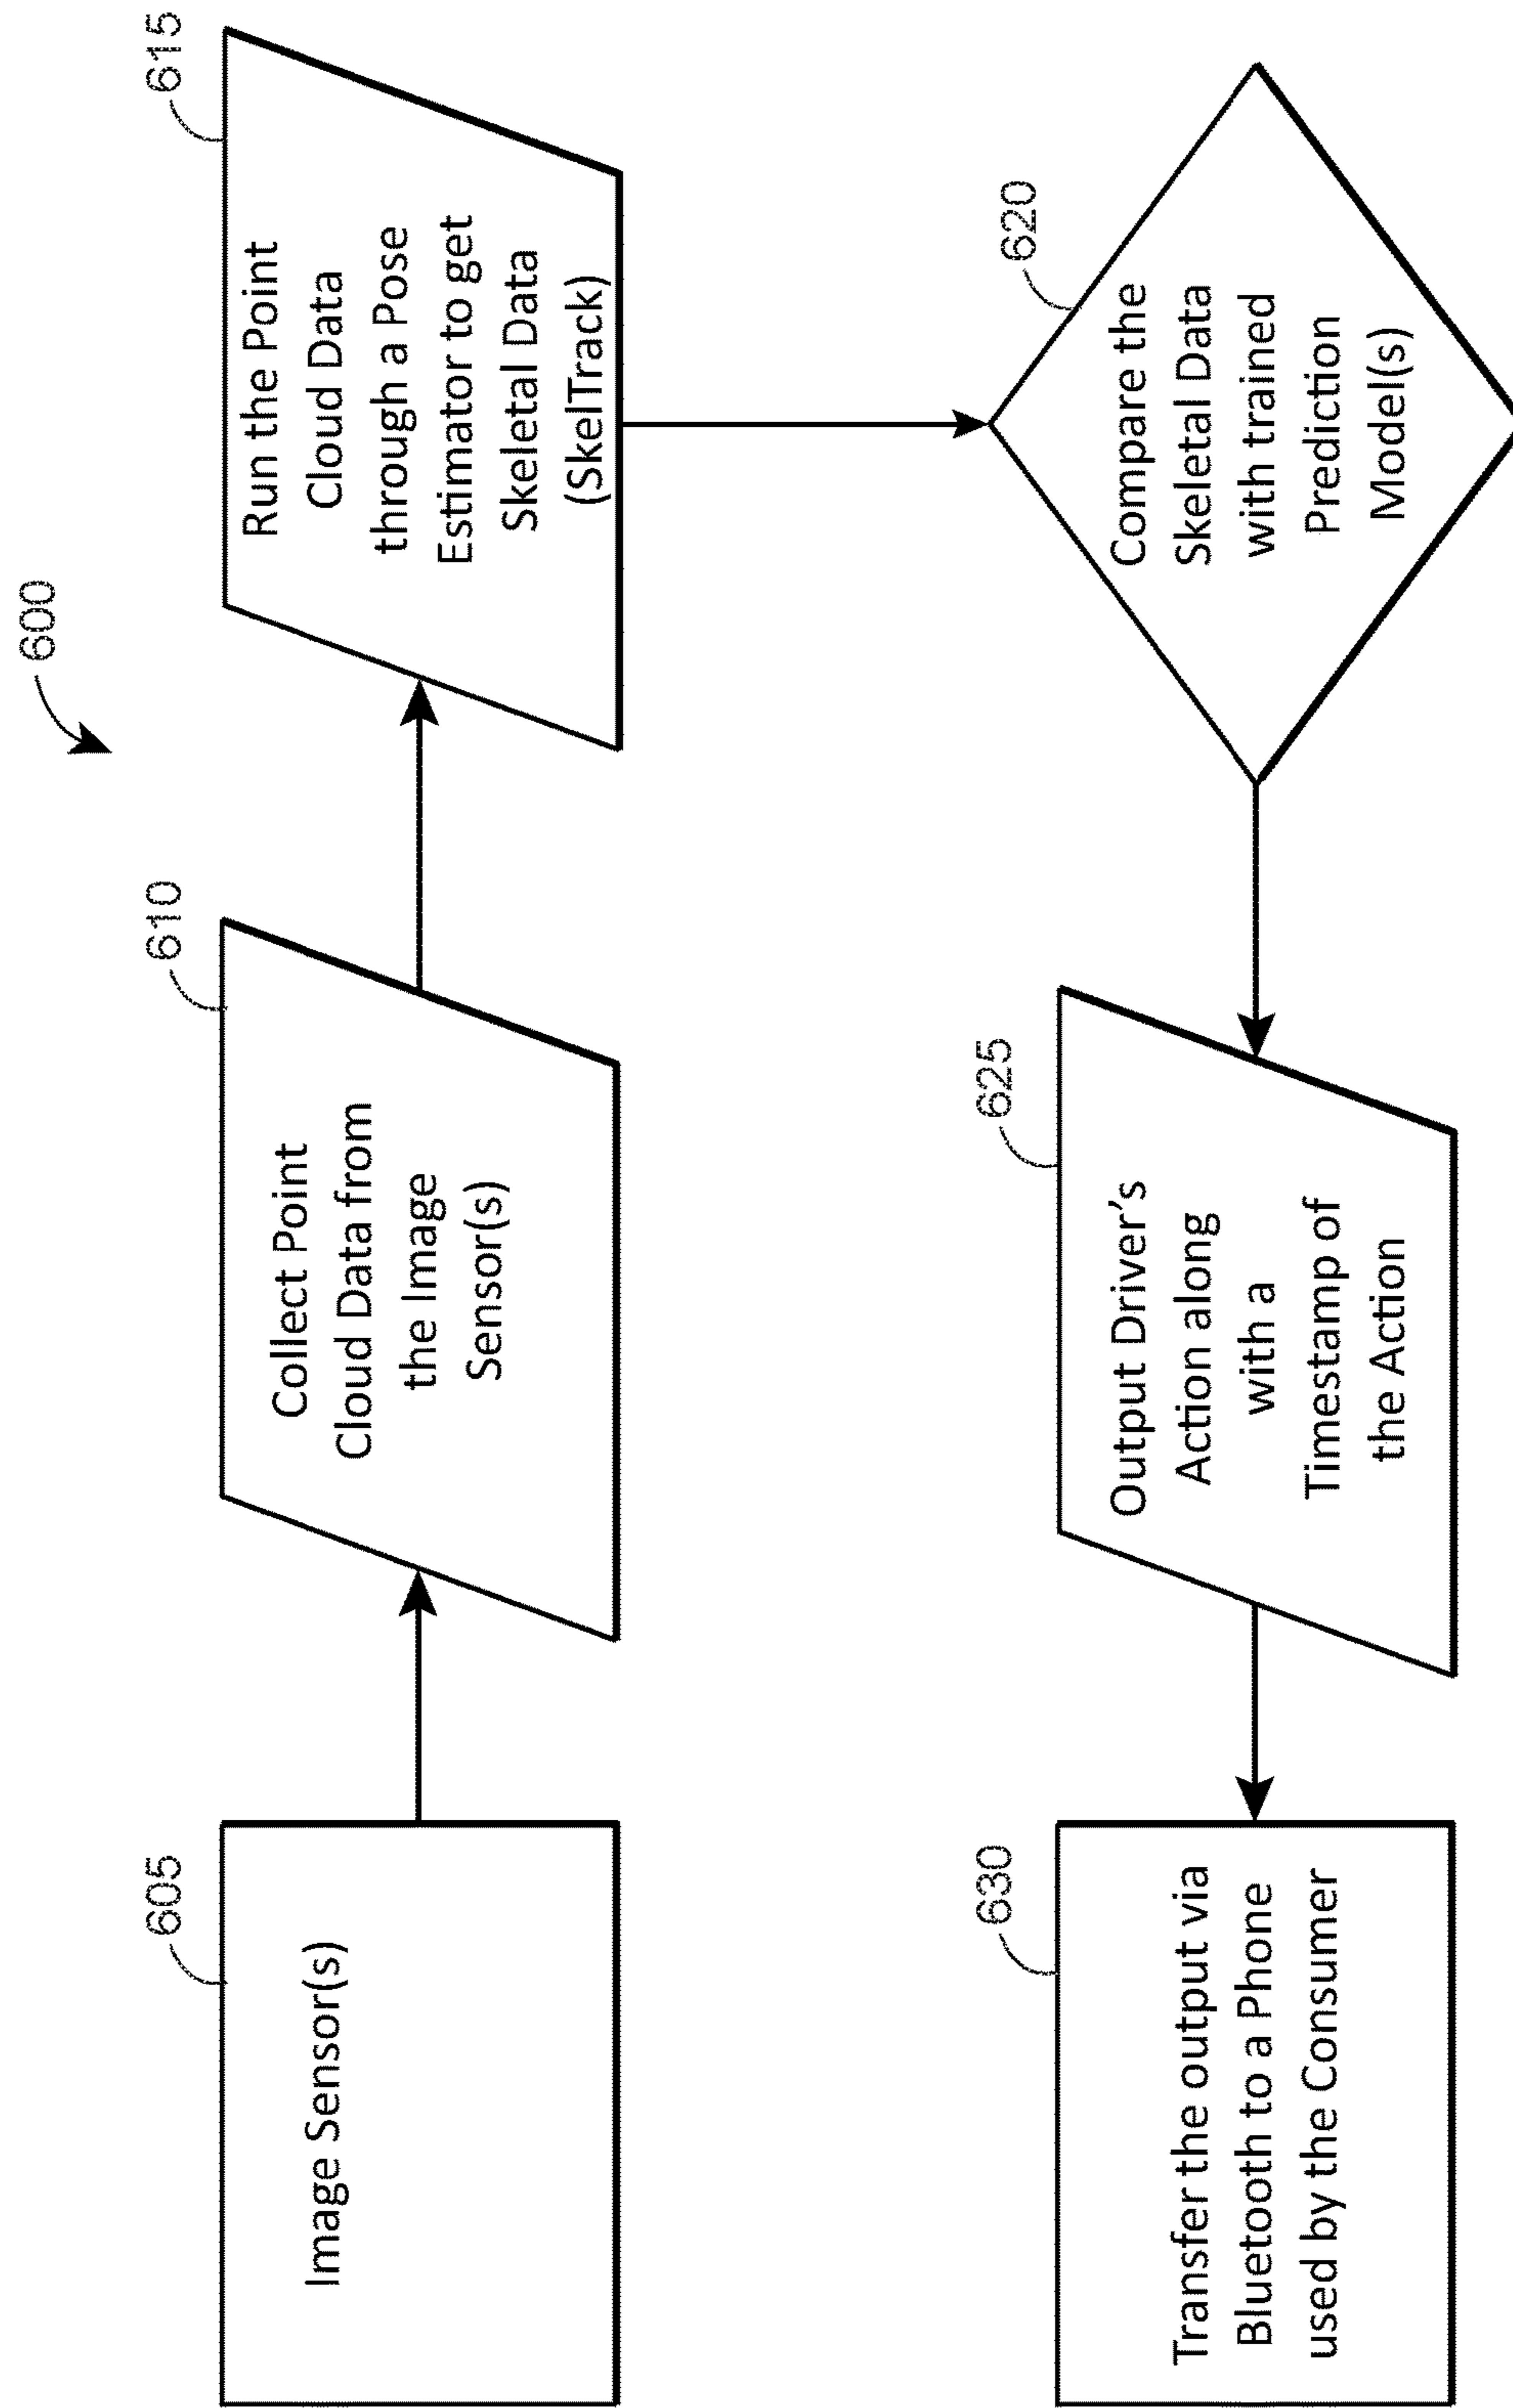 600
605
Image Sensor(s)
610
Collect Point
Cloud Data from
the Image
Sensor(s)
615
Run the Point
Cloud Data
through a Pose
Estimator to get
Skeletal Data
(SkelTrack)
620
Compare the
Skeletal Data
with trained
Prediction
Model(s)
625
Output Driver’s
Action along
with a
Timestamp of
the Action
630
Transfer the output via
Bluetooth to a Phone
used by the Consumer